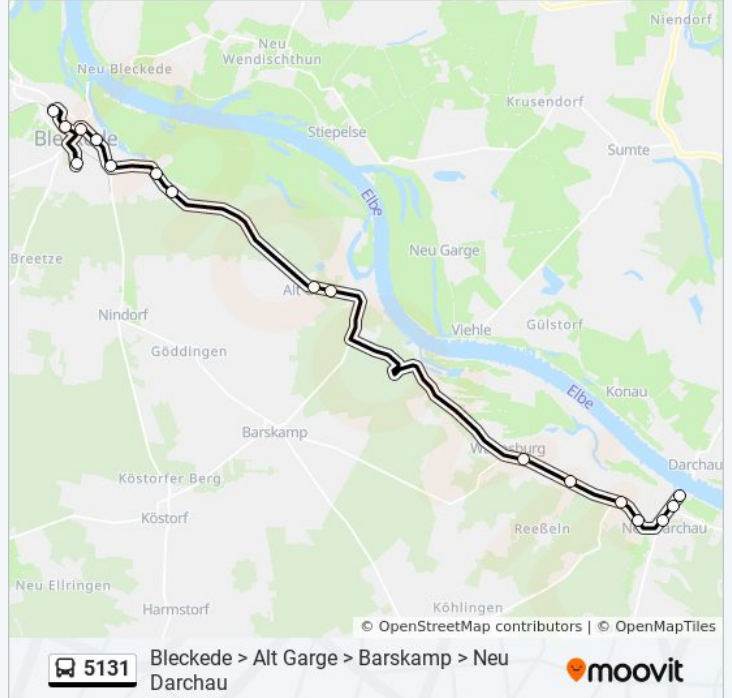 Niendorf
Neu
Wendischthun
Neu Bleckede
Krusendorf
Stiepelse
Sumte
Elbe
Breetze
Neu Garge
Nindorf
Viehle
Gülstorf
Göddingen
Elbe
Konau
Barskamp
Darchau
Köstorfer Berg
Köstorf
Reeßeln
Neu Ellringen
Harmstorf
Köhlingen
© OpenStreetMap contributors | © OpenMapTiles
5131
Bleckede > Alt Garge > Barskamp > Neu
Darchau
moovit